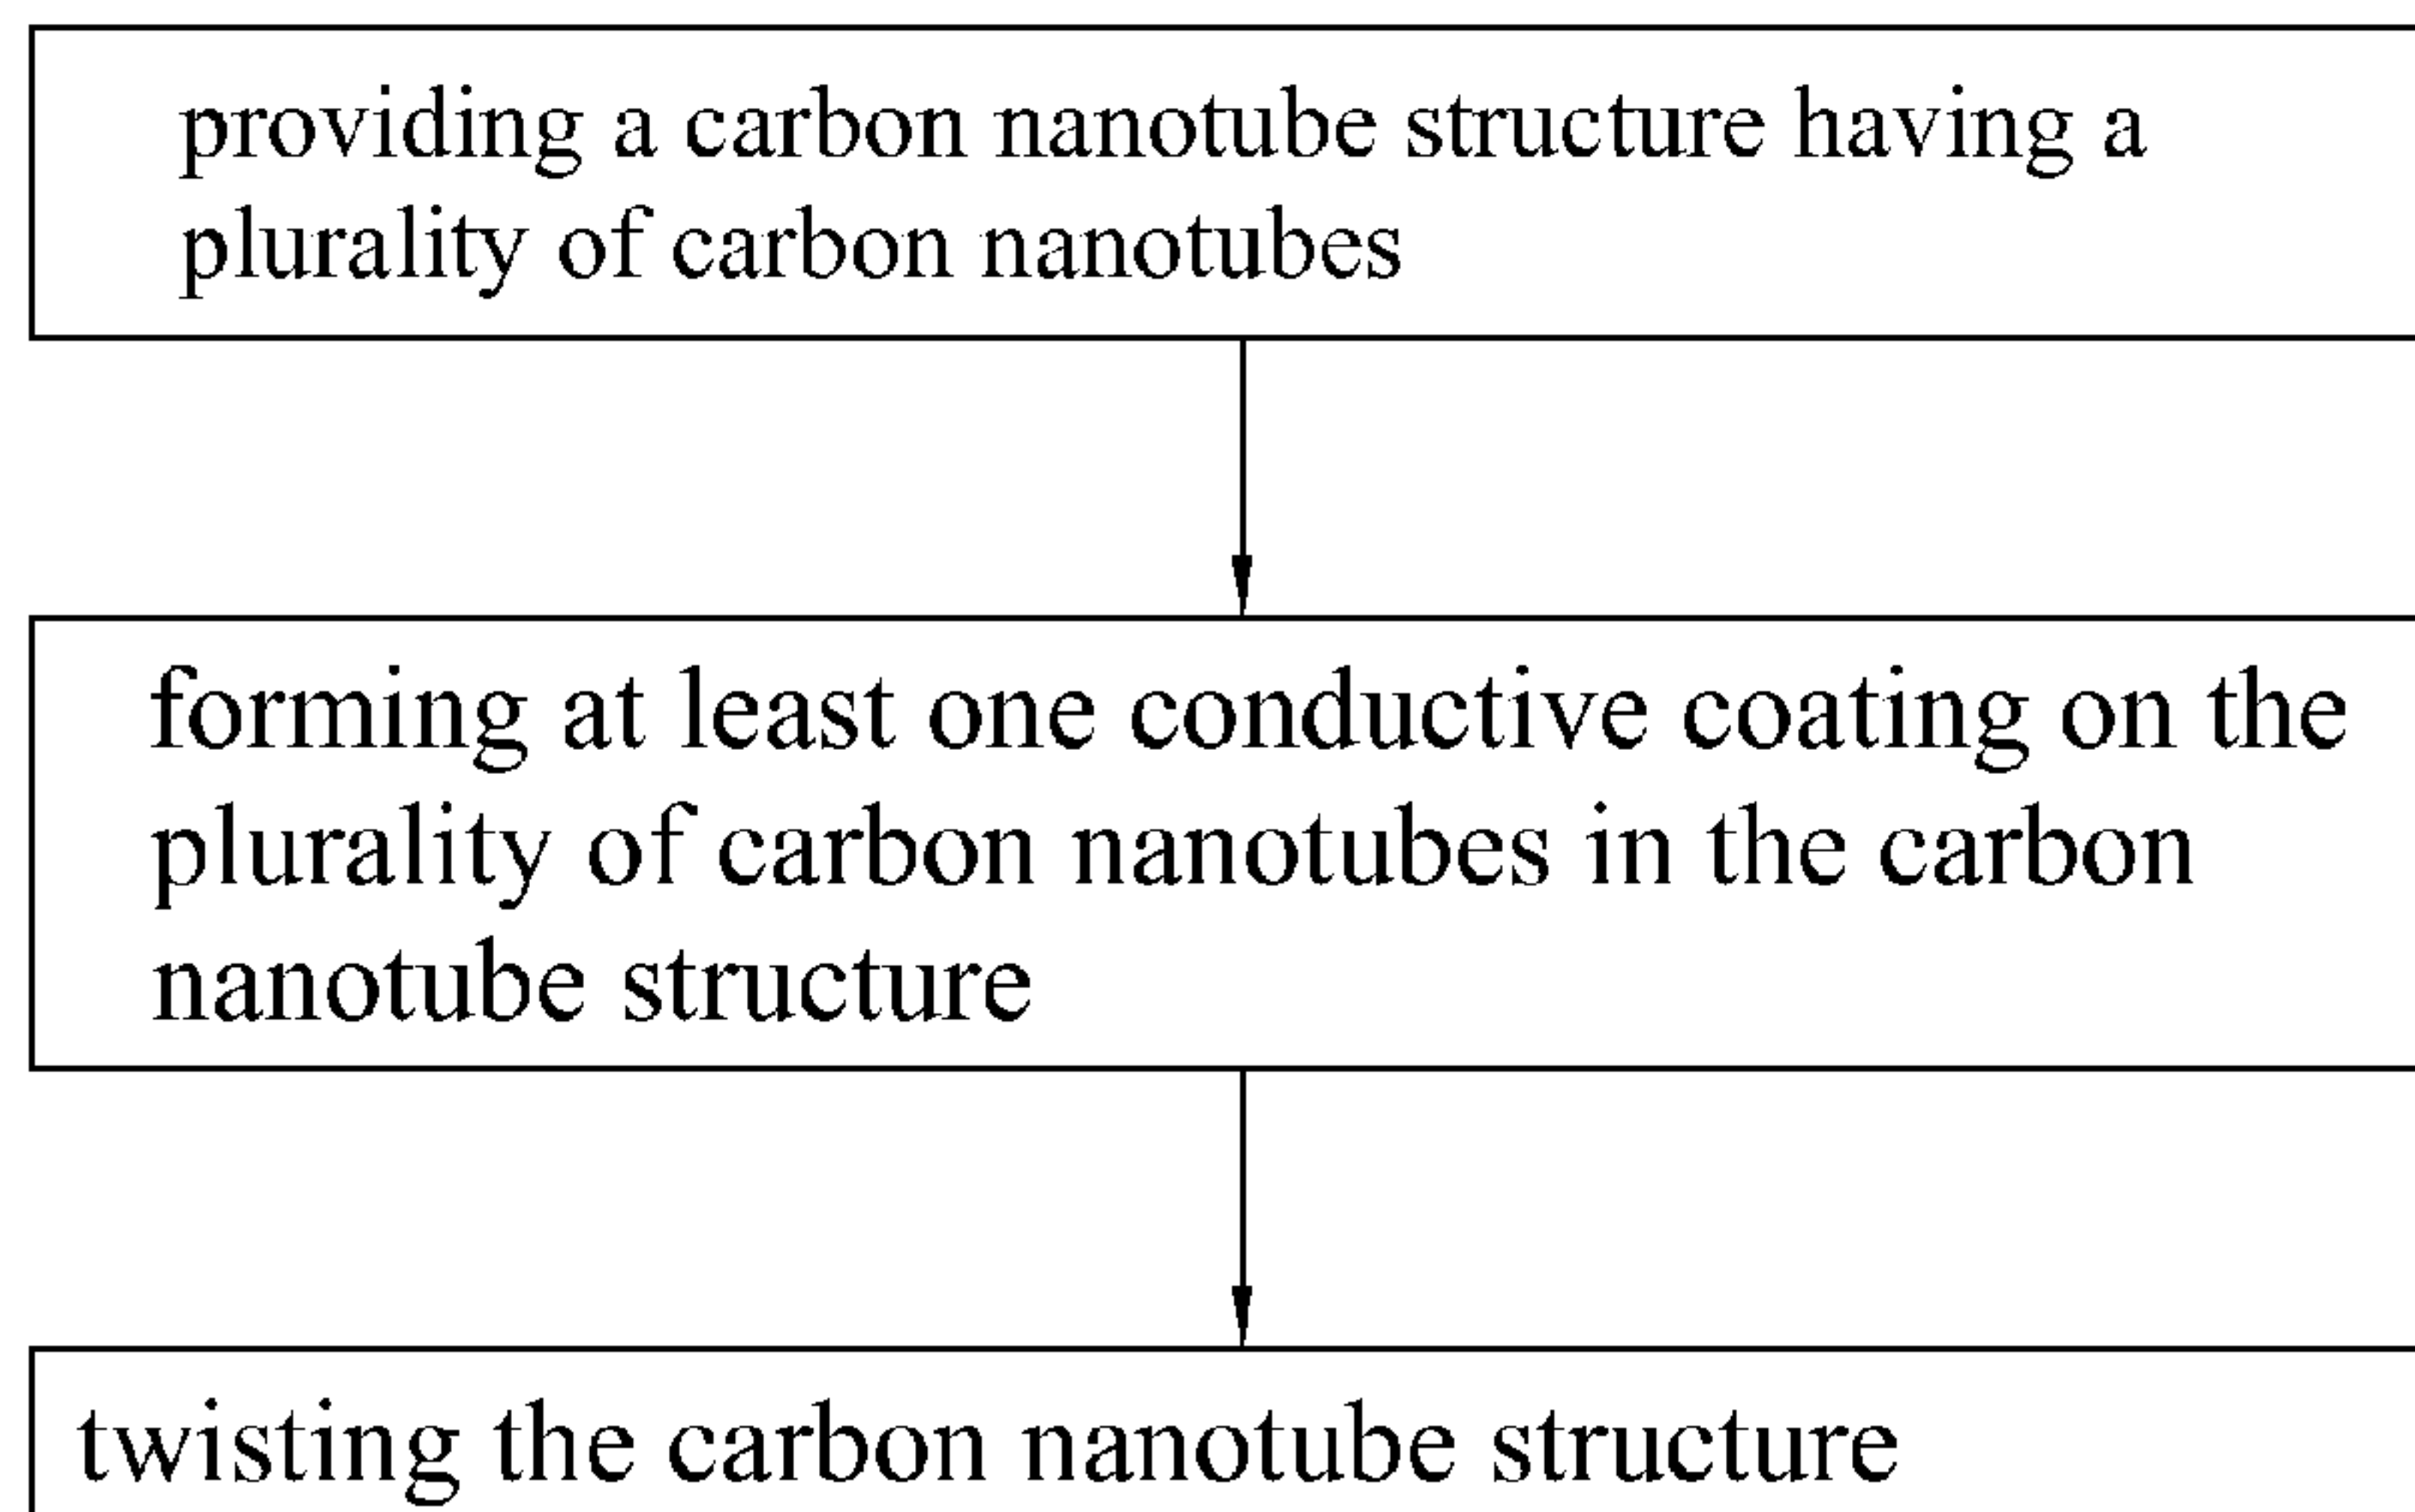 providing a carbon nanotube structure having a
plurality of carbon nanotubes
forming at least one conductive coating on the
plurality of carbon nanotubes in the carbon
nanotube structure
twisting the carbon nanotube structure